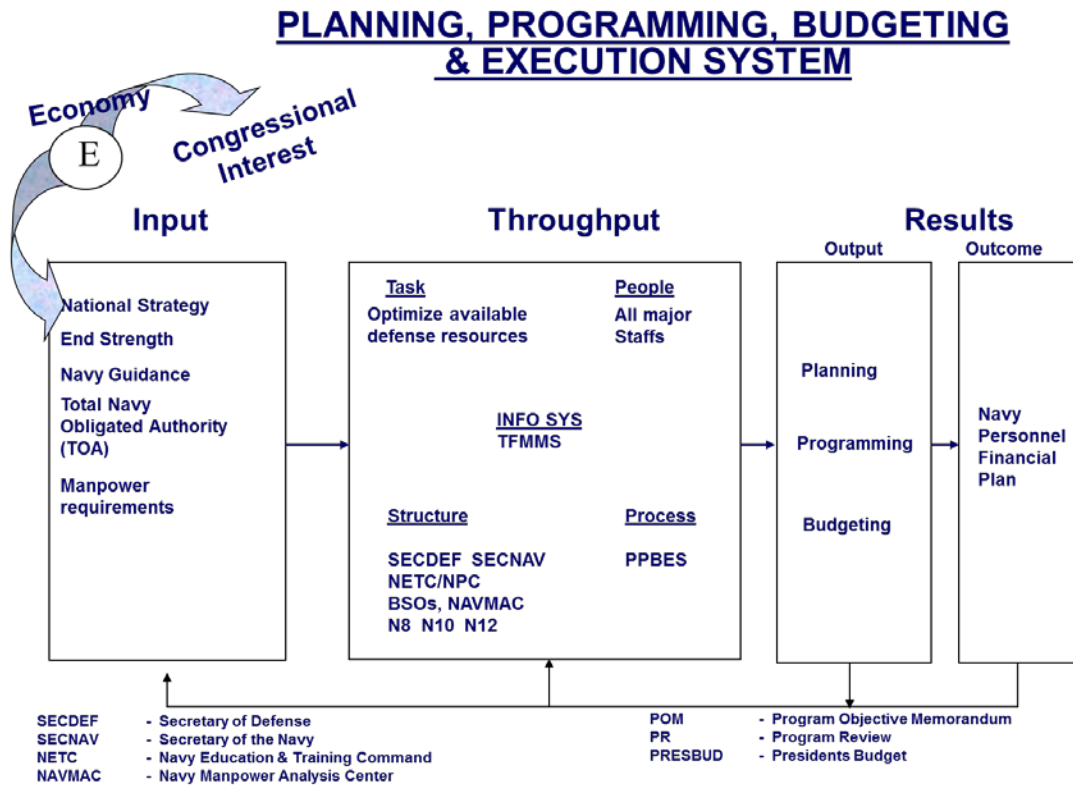 PLANNING, PROGRAMMING, BUDGETING
& EXECUTION SYSTEM
Economy
E
Congressional
Interest
Input
Throughput
Results
Output
Outcome
National Strategy
End Strength
Navy Guidance
Total Navy
Obligated Authority
(TOA)
Manpower
requirements
Task
Optimize available
defense resources
People
All major
Staffs
INFO SYS
TFMMS
Structure
SECDEF SECNAV
NETC/NPC
BSOs, NAVMAC
N8 N10 N12
Process
PPBES
Planning
Programming
Budgeting
Navy
Personnel
Financial
Plan
SECDEF - Secretary of Defense
SECNAV - Secretary of the Navy
NETC - Navy Education & Training Command
NAVMAC - Navy Manpower Analysis Center
POM - Program Objective Memorandum
PR - Program Review
PRESBUD - Presidents Budget